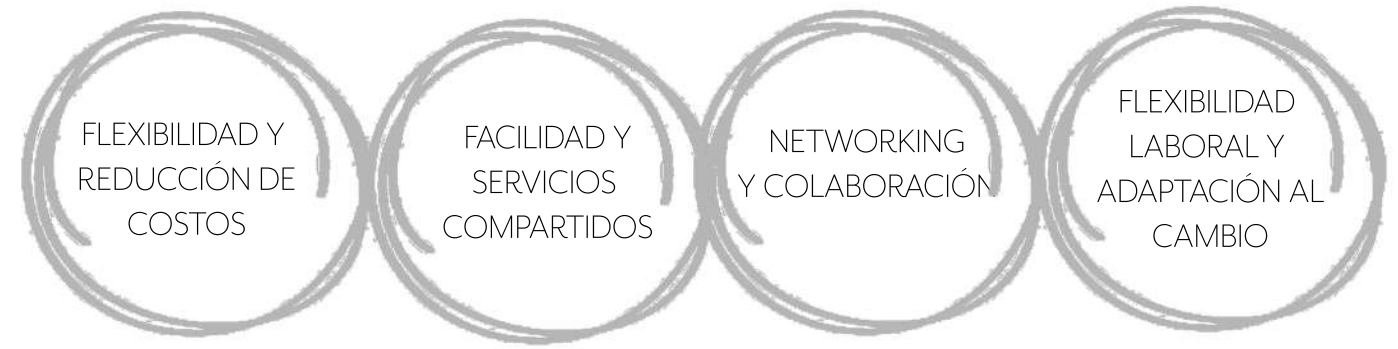 FLEXIBILIDAD Y
REDUCCIÓN DE
COSTOS
FACILIDAD Y
SERVICIOS
COMPARTIDOS
NETWORKING
Y COLABORACIÓN
FLEXIBILIDAD
LABORAL Y
ADAPTACIÓN AL
CAMBIO